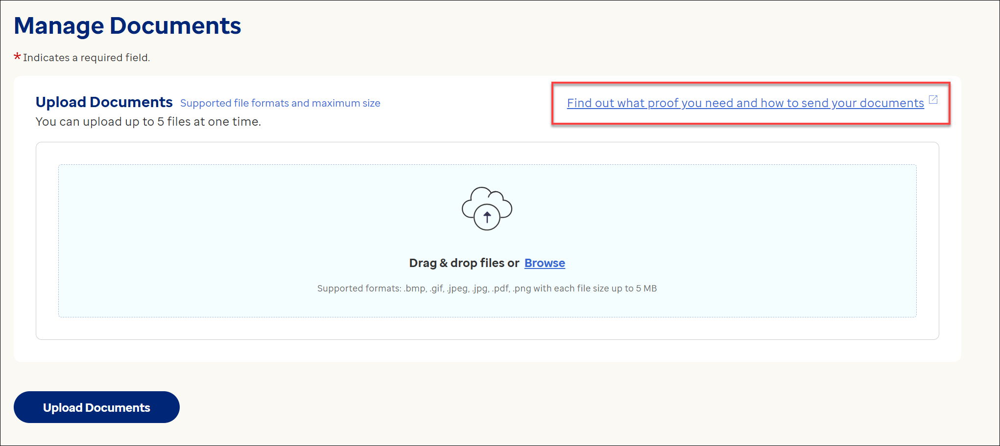 Manage Documents
* Indicates a required field.
Upload Documents Supported file formats and maximum size
Find out what proof you need and how to send your documents
You can upload up to 5 files at one time.
Drag & drop files or Browse
Supported formats: .bmp, .gif, .jpeg, .jpg, .pdf, .png with each file size up to 5 MB
Upload Documents